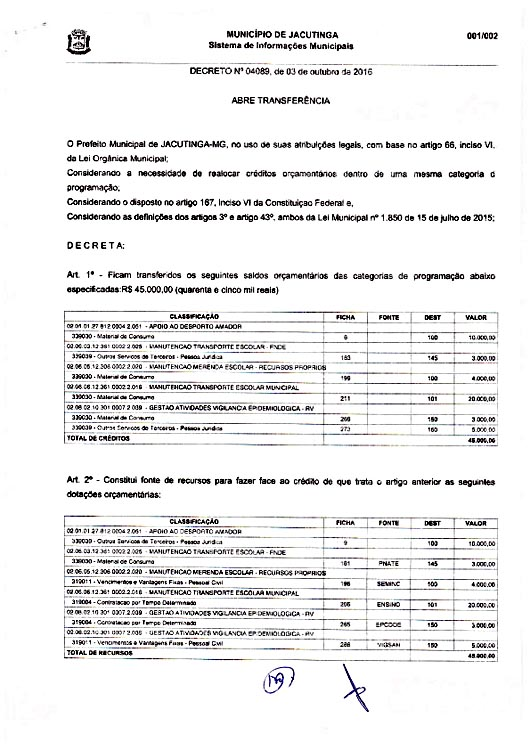 MUNICÍPIO DE JACUTINGA 001/002
Sistema de Informações Municipais
DECRETO Nº 04089, de 03 de outubro de 2016
ABRE TRANSFERÊNCIA
O Prefeito Municipal de JACUTINGA-MG, no uso de suas atribuições legais, com base no artigo 66, inciso VI,
da Lei Orgânica Municipal;
Considerando a necessidade de realocar créditos orçamentários dentro de uma mesma categoria d
programação;
Considerando o disposto no artigo 167, inciso VI da Constituiçao Federal e,
Considerando as definições dos artigos 3º e artigo 43º, ambos da Lei Municipal nº 1.850 de 15 de julho de 2015;
D E C R E T A:
Art. 1º - Ficam transferidos os seguintes saldos orçamentários das categorias de programação abaixo
especificadas:R$ 45.000,00 (quarenta e cinco mil reais)
CLASSIFICAÇÃO FICHA FONTE DEST VALOR
02.01.01.27.812.0004.2.051 - APOIO AO DESPORTO AMADOR
339030 - Material de Consumo 100 10.000,00
02.06.03.12.361.0002.2.025 - MANUTENCAO TRANSPORTE ESCOLAR - FNDE
339039 - Outros Servicos de Terceiros - Pessoa Juridica 183 145 3.000,00
02.06.05.12.306.0002.2.020 - MANUTENCAO MERENDA ESCOLAR - RECURSOS PROPRIOS
339030 - Material de Consumo 199 100 4.000,00
02.06.06.12.361.0002.2.016 - MANUTENCAO TRANSPORTE ESCOLAR MUNICIPAL
339030 - Material de Consumo 211 101 20.000,00
02.08.02.10.301.0007.2.039 - GESTAO ATIVIDADES VIGILANCIA EPIDEMIOLOGICA - RV
339030 - Material de Consumo 268 150 3.000,00
339039 - Outros Servicos de Terceiros - Pessoa Juridica 273 150 5.000,00
TOTAL DE CRÉDITOS 45.000,00
Art. 2º - Constitui fonte de recursos para fazer face ao crédito de que trata o artigo anterior as seguintes
dotações orçamentárias:
CLASSIFICAÇÃO FICHA FONTE DEST VALOR
02.01.01.27.812.0004.2.051 - APOIO AO DESPORTO AMADOR
339039 - Outros Servicos de Terceiros - Pessoa Juridica 9 100 10.000,00
02.06.03.12.361.0002.2.025 - MANUTENCAO TRANSPORTE ESCOLAR - FNDE
339030 - Material de Consumo 181 PNATE 145 3.000,00
02.06.05.12.306.0002.2.020 - MANUTENCAO MERENDA ESCOLAR - RECURSOS PROPRIOS
319011 - Vencimentos e Vantagens Fixas - Pessoal Civil 196 100 4.000,00
02.06.06.12.361.0002.2.016 - MANUTENCAO TRANSPORTE ESCOLAR MUNICIPAL
319004 - Contratacao por Tempo Determinado ENSINO 101 20.000,00
02.08.02.10.301.0007.2.039 - GESTAO ATIVIDADES VIGILANCIA EPIDEMIOLOGICA - RV
319004 - Contratacao por Tempo Determinado 265 150 3.000,00
GESTAO ATIVIDADES VIGILANCIA EPIDEMIOLOGICA - RV
319011 - Vencimentos e Vantagens Fixas - Pessoal Civil 286 VIGSAN 150 5.000,00
TOTAL DE RECURSOS 45.000,00